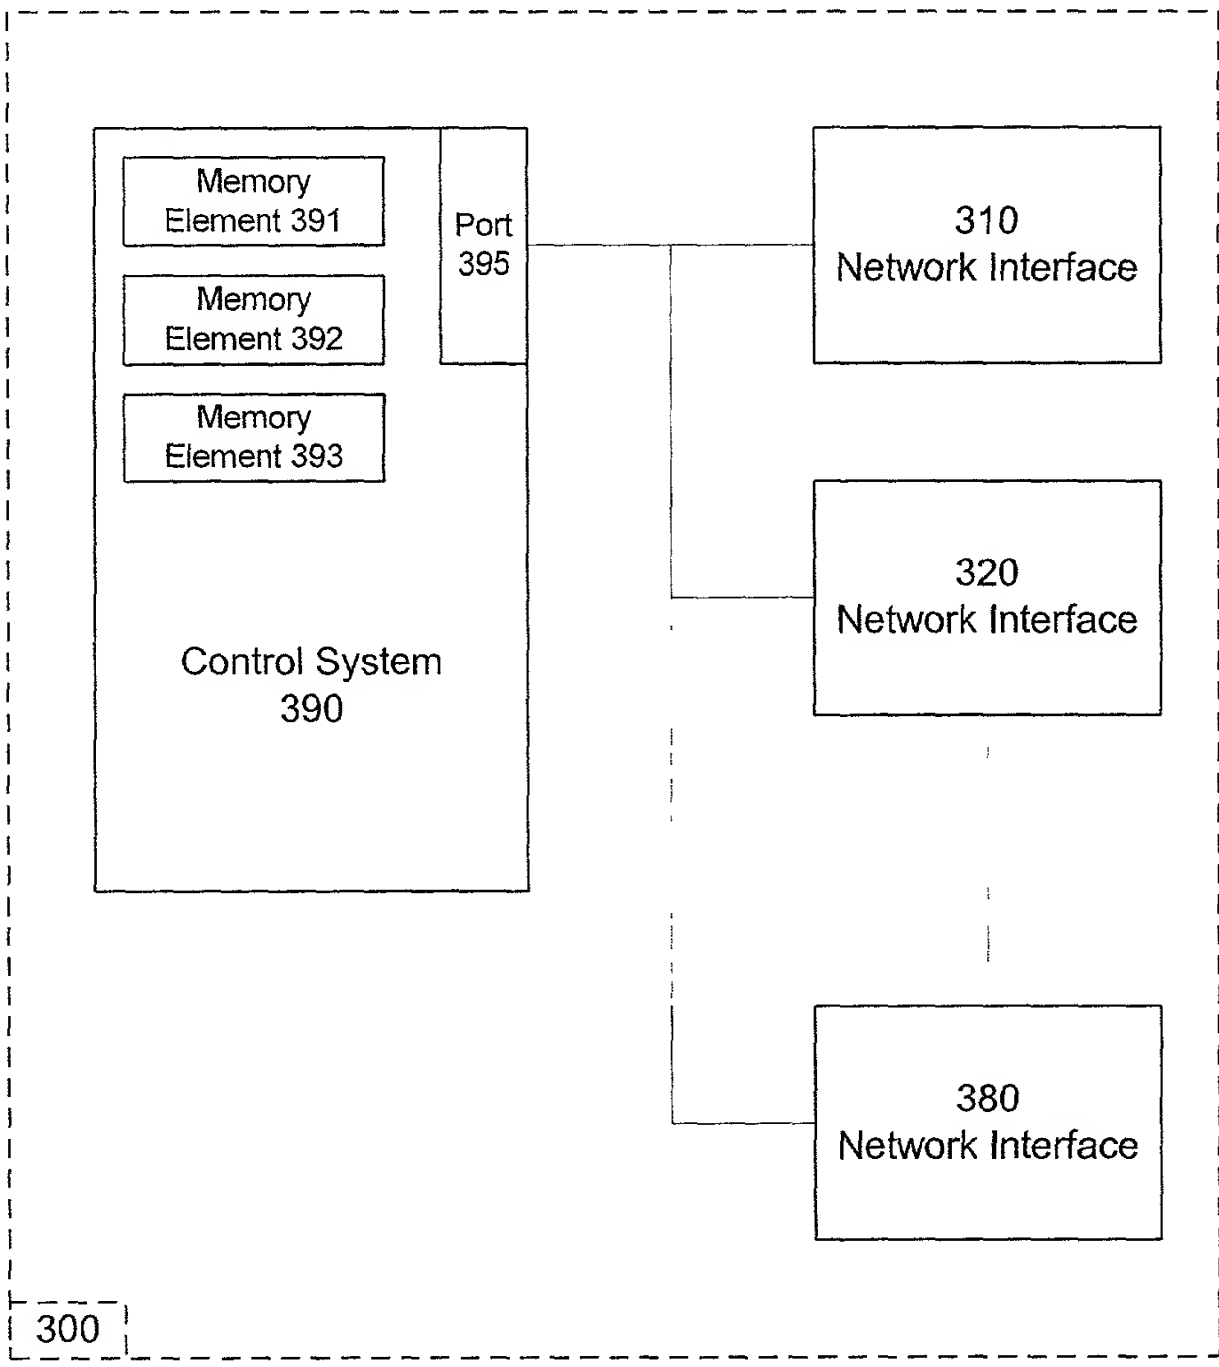 Memory
Element 391
Memory
Element 392
Memory
Element 393
Port
395
Control System
390
310
Network Interface
320
Network Interface
380
Network Interface
300